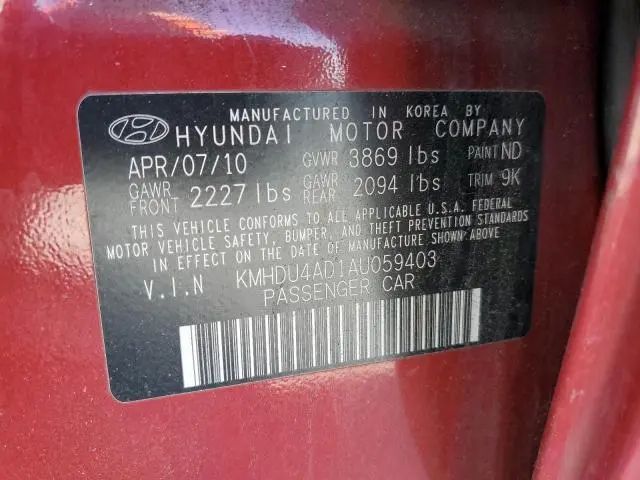 MANUFACTURED IN KOREA BY
HYUNDAI MOTOR COMPANY
APR/07/10 GVWR 3869 lbs PAINT ND
GAWR FRONT 2227 lbs GAWR REAR 2094 lbs TRIM 9K
THIS VEHICLE CONFORMS TO ALL APPLICABLE U.S.A. FEDERAL
MOTOR VEHICLE SAFETY, BUMPER, AND THEFT PREVENTION STANDARDS
IN EFFECT ON THE DATE OF MANUFACTURE SHOWN ABOVE
V.I.N KMHDU4AD1AU059403
PASSENGER CAR